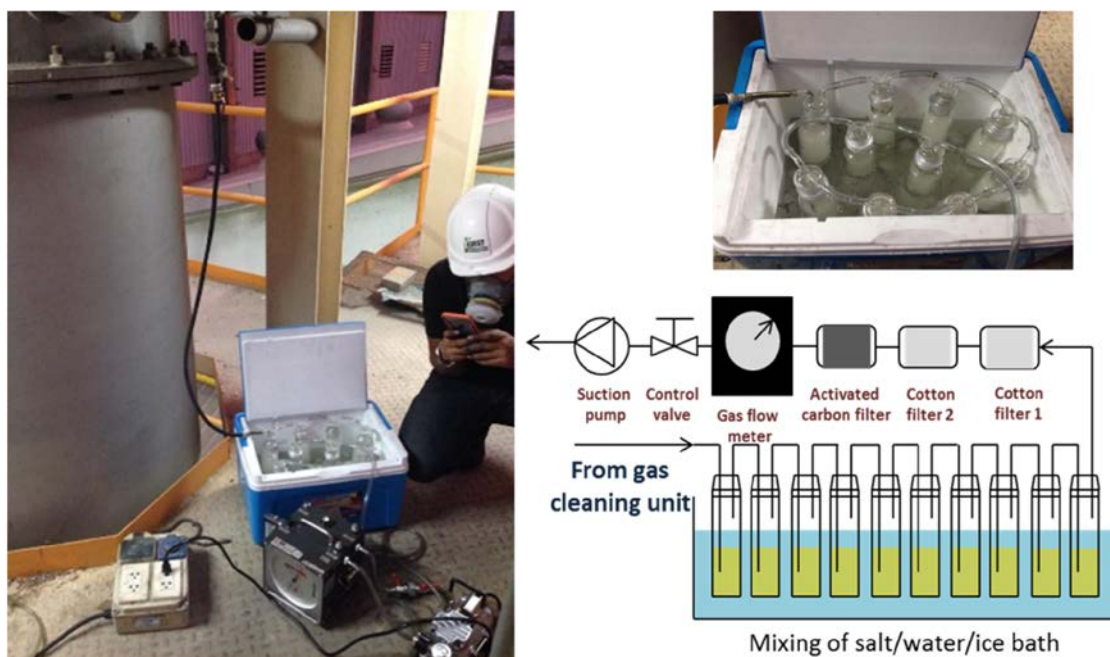 Suction
pump
Control
valve
Gas flow
meter
Activated
carbon filter
Cotton
filter 2
Cotton
filter 1
From gas
cleaning unit
Mixing of salt/water/ice bath